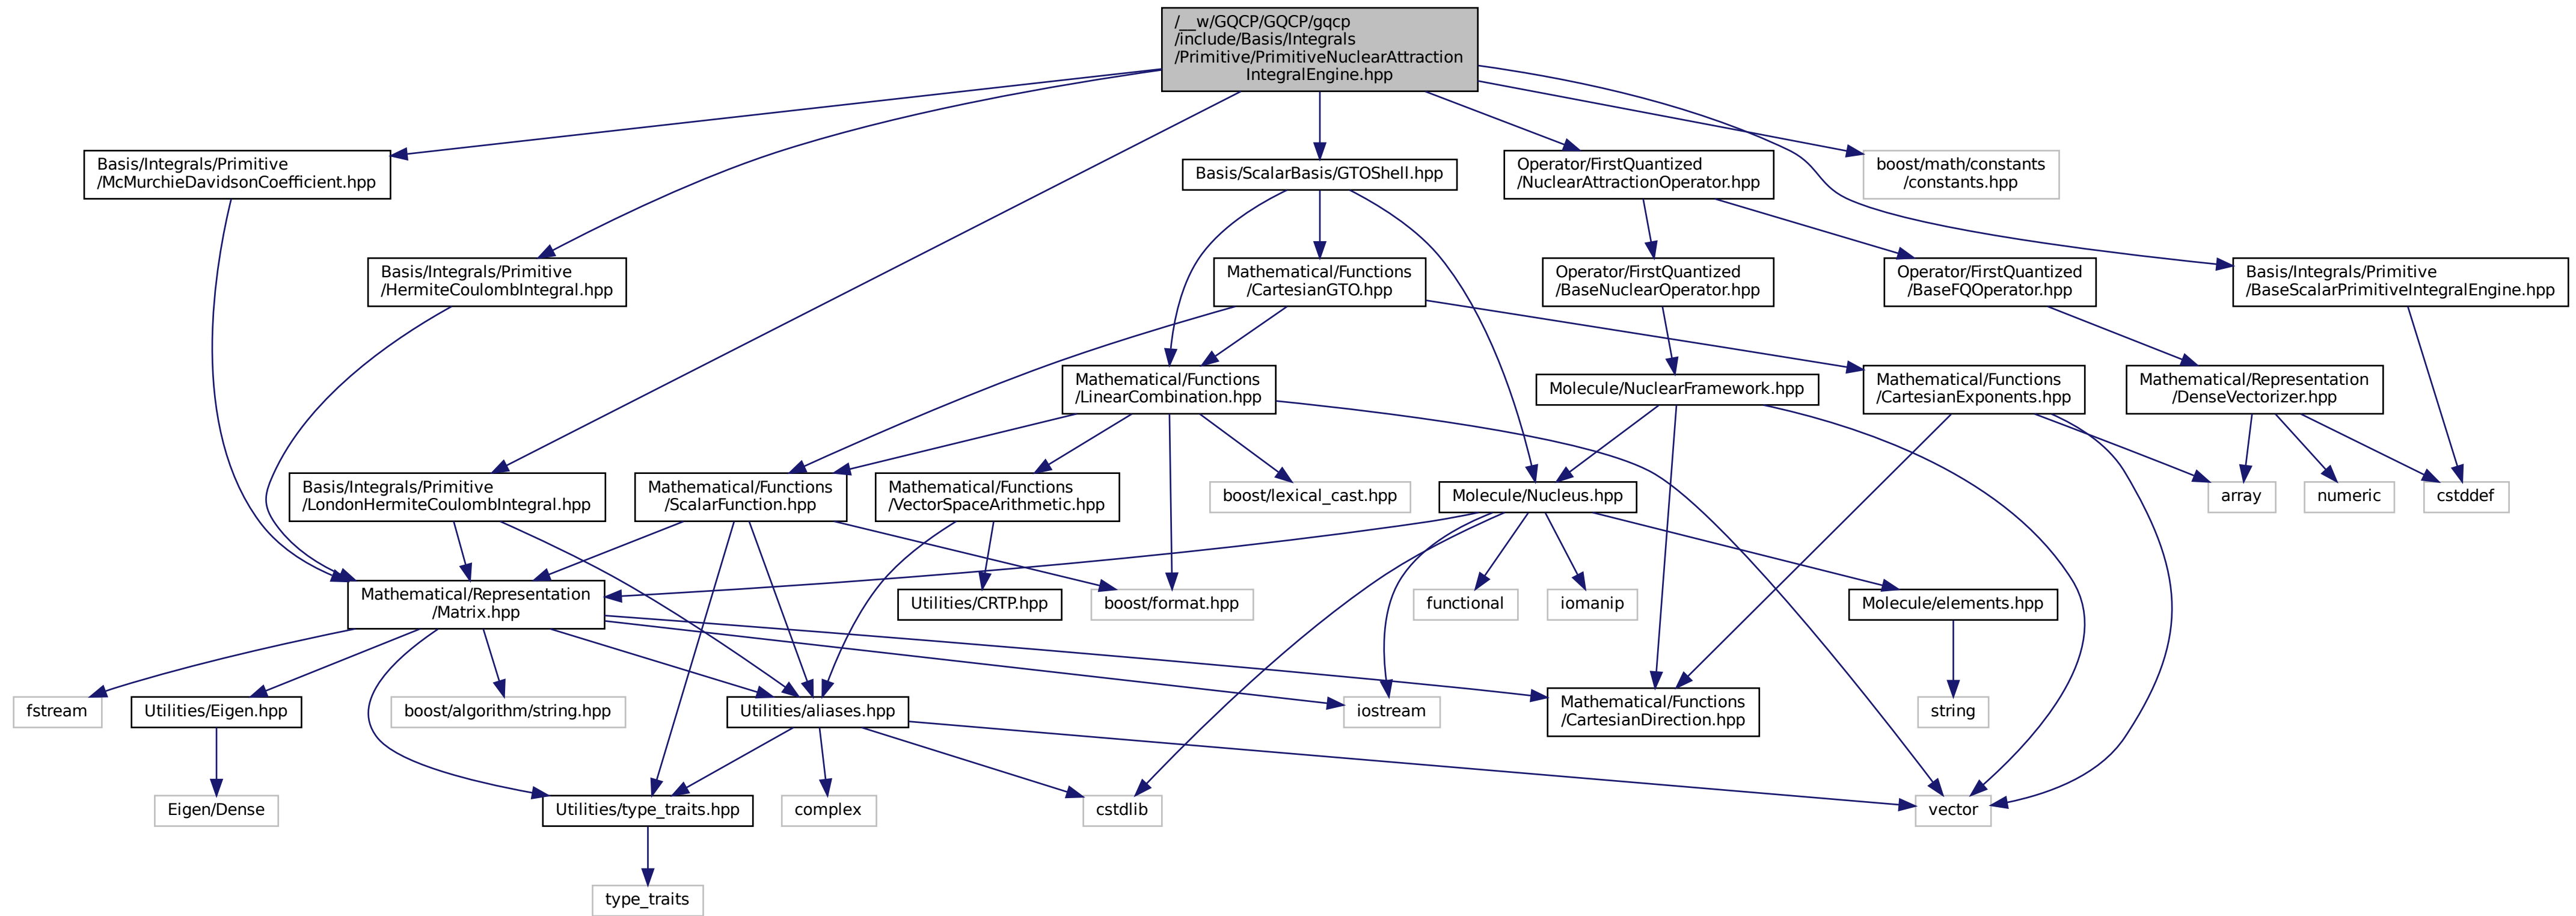 /__w/GQCP/GQCP/gqcp
/include/Basis/Integrals
/Primitive/PrimitiveNuclearAttraction
IntegralEngine.hpp
Basis/Integrals/Primitive
/McMurchieDavidsonCoefficient.hpp
Basis/ScalarBasis/GTOShell.hpp
Operator/FirstQuantized
/NuclearAttractionOperator.hpp
boost/math/constants
/constants.hpp
Basis/Integrals/Primitive
/HermiteCoulombIntegral.hpp
Mathematical/Functions
/CartesianGTO.hpp
Operator/FirstQuantized
/BaseNuclearOperator.hpp
Operator/FirstQuantized
/BaseFQOperator.hpp
Basis/Integrals/Primitive
/BaseScalarPrimitiveIntegralEngine.hpp
Mathematical/Functions
/LinearCombination.hpp
Molecule/NuclearFramework.hpp
Mathematical/Functions
/CartesianExponents.hpp
Mathematical/Representation
/DenseVectorizer.hpp
Basis/Integrals/Primitive
/LondonHermiteCoulombIntegral.hpp
Mathematical/Functions
/ScalarFunction.hpp
Mathematical/Functions
/VectorSpaceArithmetic.hpp
boost/lexical_cast.hpp
Molecule/Nucleus.hpp
array
numeric
cstddef
Mathematical/Representation
/Matrix.hpp
Utilities/CRTP.hpp
boost/format.hpp
functional
iomanip
Molecule/elements.hpp
fstream
Utilities/Eigen.hpp
boost/algorithm/string.hpp
Utilities/aliases.hpp
iostream
Mathematical/Functions
/CartesianDirection.hpp
string
Eigen/Dense
Utilities/type_traits.hpp
complex
cstdlib
vector
type_traits